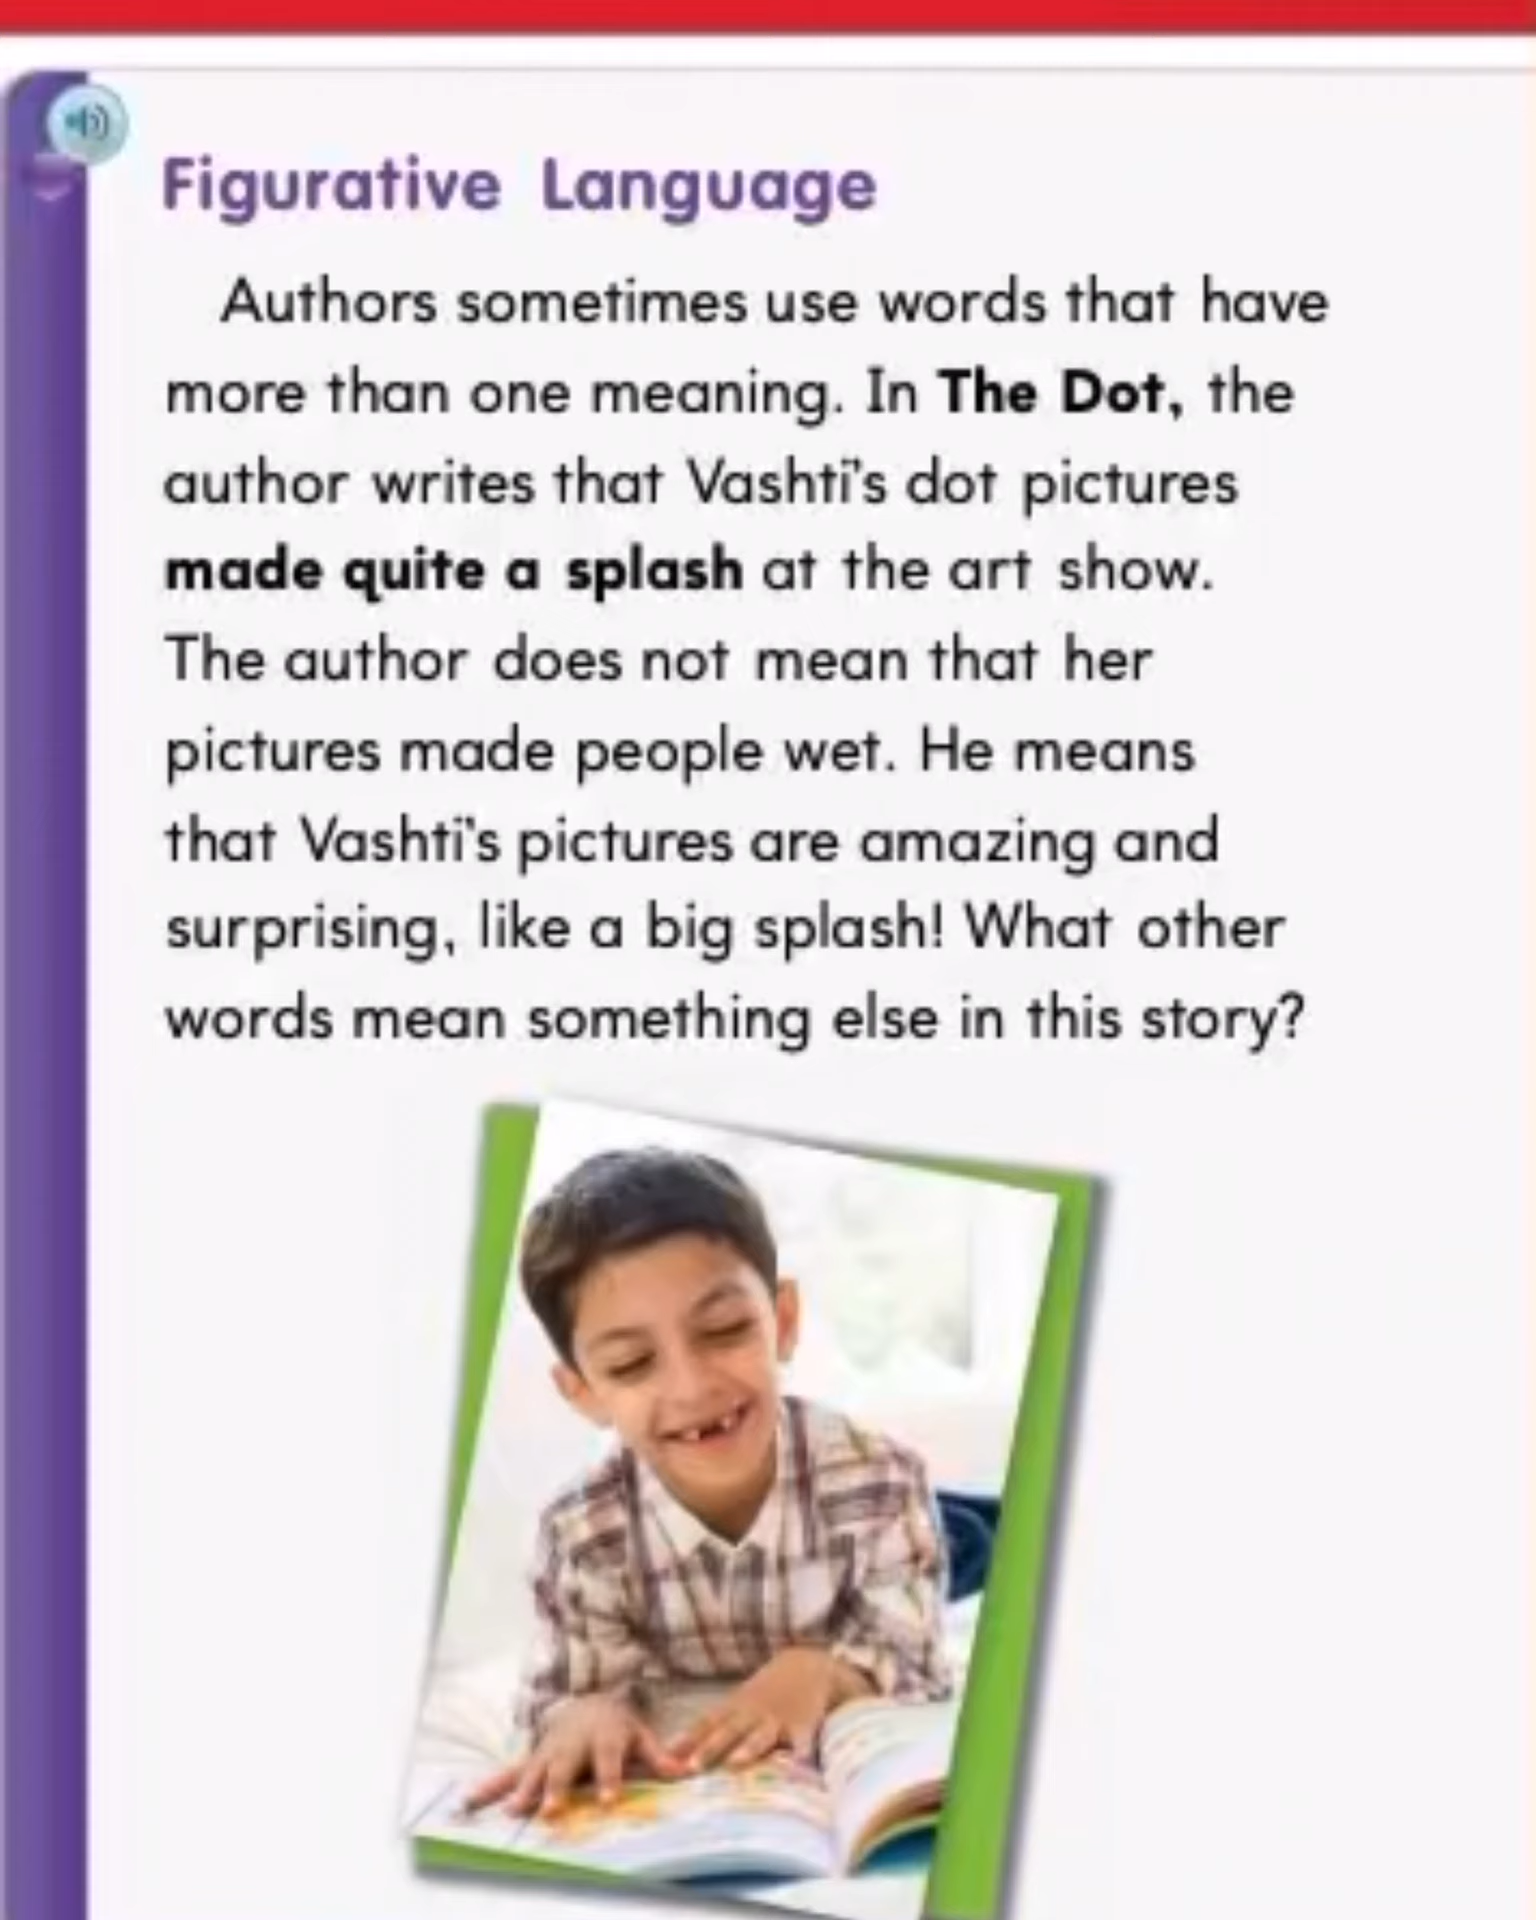 Figurative Language
Authors sometimes use words that have
more than one meaning. In The Dot, the
author writes that Vashti's dot pictures
made quite a splash at the art show.
The author does not mean that her
pictures made people wet. He means
that Vashti's pictures are amazing and
surprising, like a big splash! What other
words mean something else in this story?